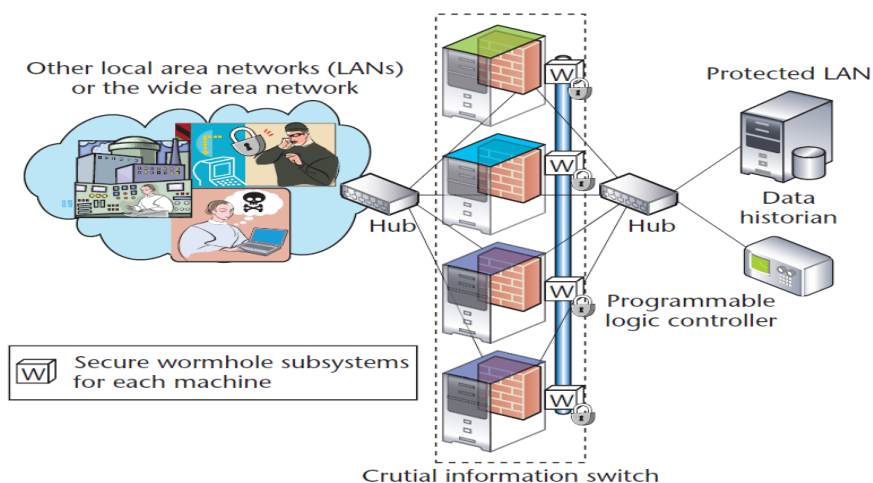 Other local area networks (LANs)
or the wide area network
Hub
W
W
W
W
Hub
Protected LAN
Data
historian
Programmable
logic controller
W
Secure wormhole subsystems
for each machine
Crutial information switch